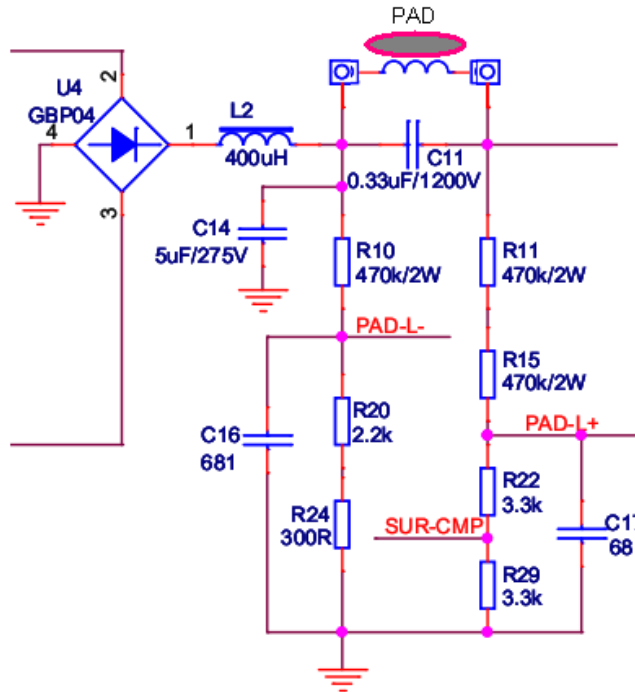 PAD
U4
GBP04
2
4
1
3
L2
400uH
C11
0.33uF/1200V
C14
5uF/275V
R10
470k/2W
R11
470k/2W
PAD-L-
R15
470k/2W
R20
2.2k
PAD-L+
C16
681
R22
3.3k
R24
300R
SUR-CMP
C17
68
R29
3.3k